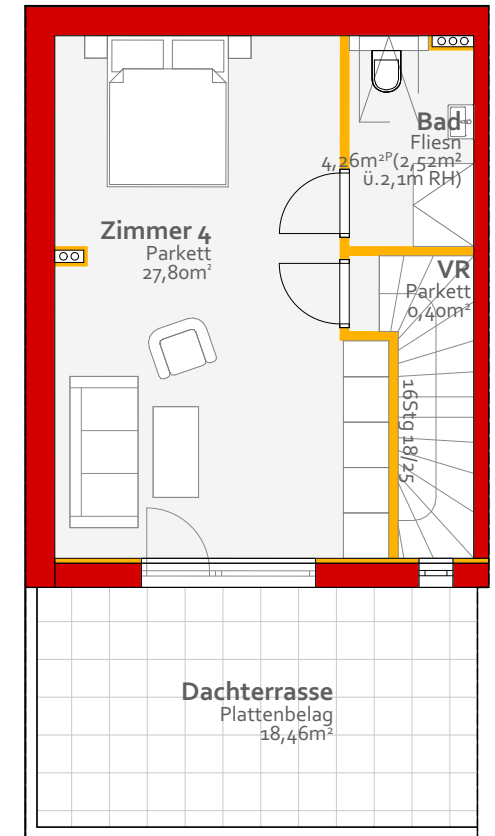 Bad
Fliesn
4,26m²P(2,52m²
ü.2,1m RH)
Zimmer 4
Parkett
27,80m²
VR
Parkett
0,40m²
16Stg 18/25
Dachterrasse
Plattenbelag
18,46m²